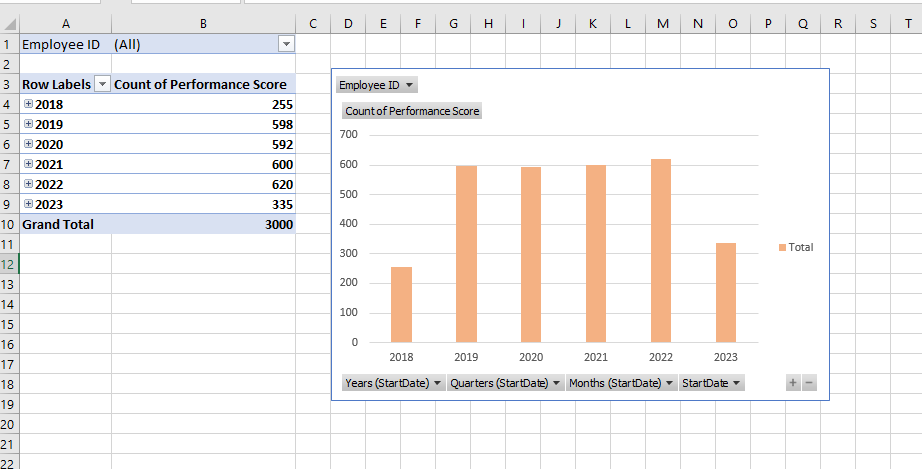 A B C D E F G H I J K L M N O P Q R S T
1 Employee ID (All)
2
3 Row Labels Count of Performance Score
4 2018 255
5 2019 598
6 2020 592
7 2021 600
8 2022 620
9 2023 335
10 Grand Total 3000
11
12
13
14
15
16
17
18
19
20
21
22
Employee ID
Count of Performance Score
700
600
500
400
300
200
100
0
2018 2019 2020 2021 2022 2023
Total
Years (StartDate) Quarters (StartDate) Months (StartDate) StartDate + −